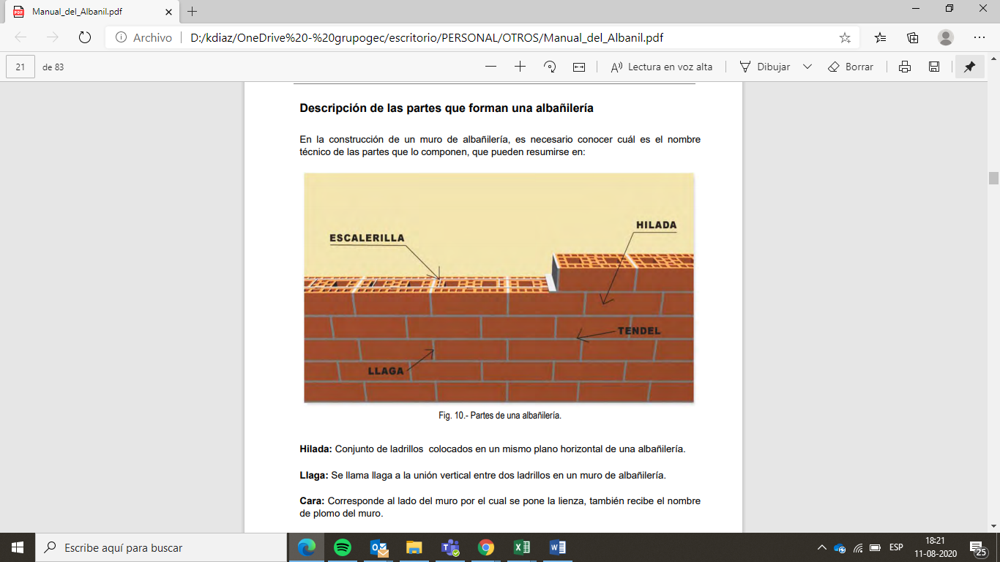 Manual_del_Albanil.pdf
Archivo D:/kdiaz/OneDrive%20-%20grupogec/escritorio/PERSONAL/OTROS/Manual_del_Albanil.pdf
21 de 83 Lectura en voz alta Dibujar Borrar
Descripción de las partes que forman una albañilería
En la construcción de un muro de albañilería, es necesario conocer cuál es el nombre
técnico de las partes que lo componen, que pueden resumirse en:
HILADA
ESCALERILLA
TENDEL
LLAGA
Fig. 10.- Partes de una albañilería.
Hilada: Conjunto de ladrillos colocados en un mismo plano horizontal de una albañilería.
Llaga: Se llama llaga a la unión vertical entre dos ladrillos en un muro de albañilería.
Cara: Corresponde al lado del muro por el cual se pone la lienza, también recibe el nombre
de plomo del muro.
Escribe aquí para buscar
ESP
18:21
11-08-2020
25